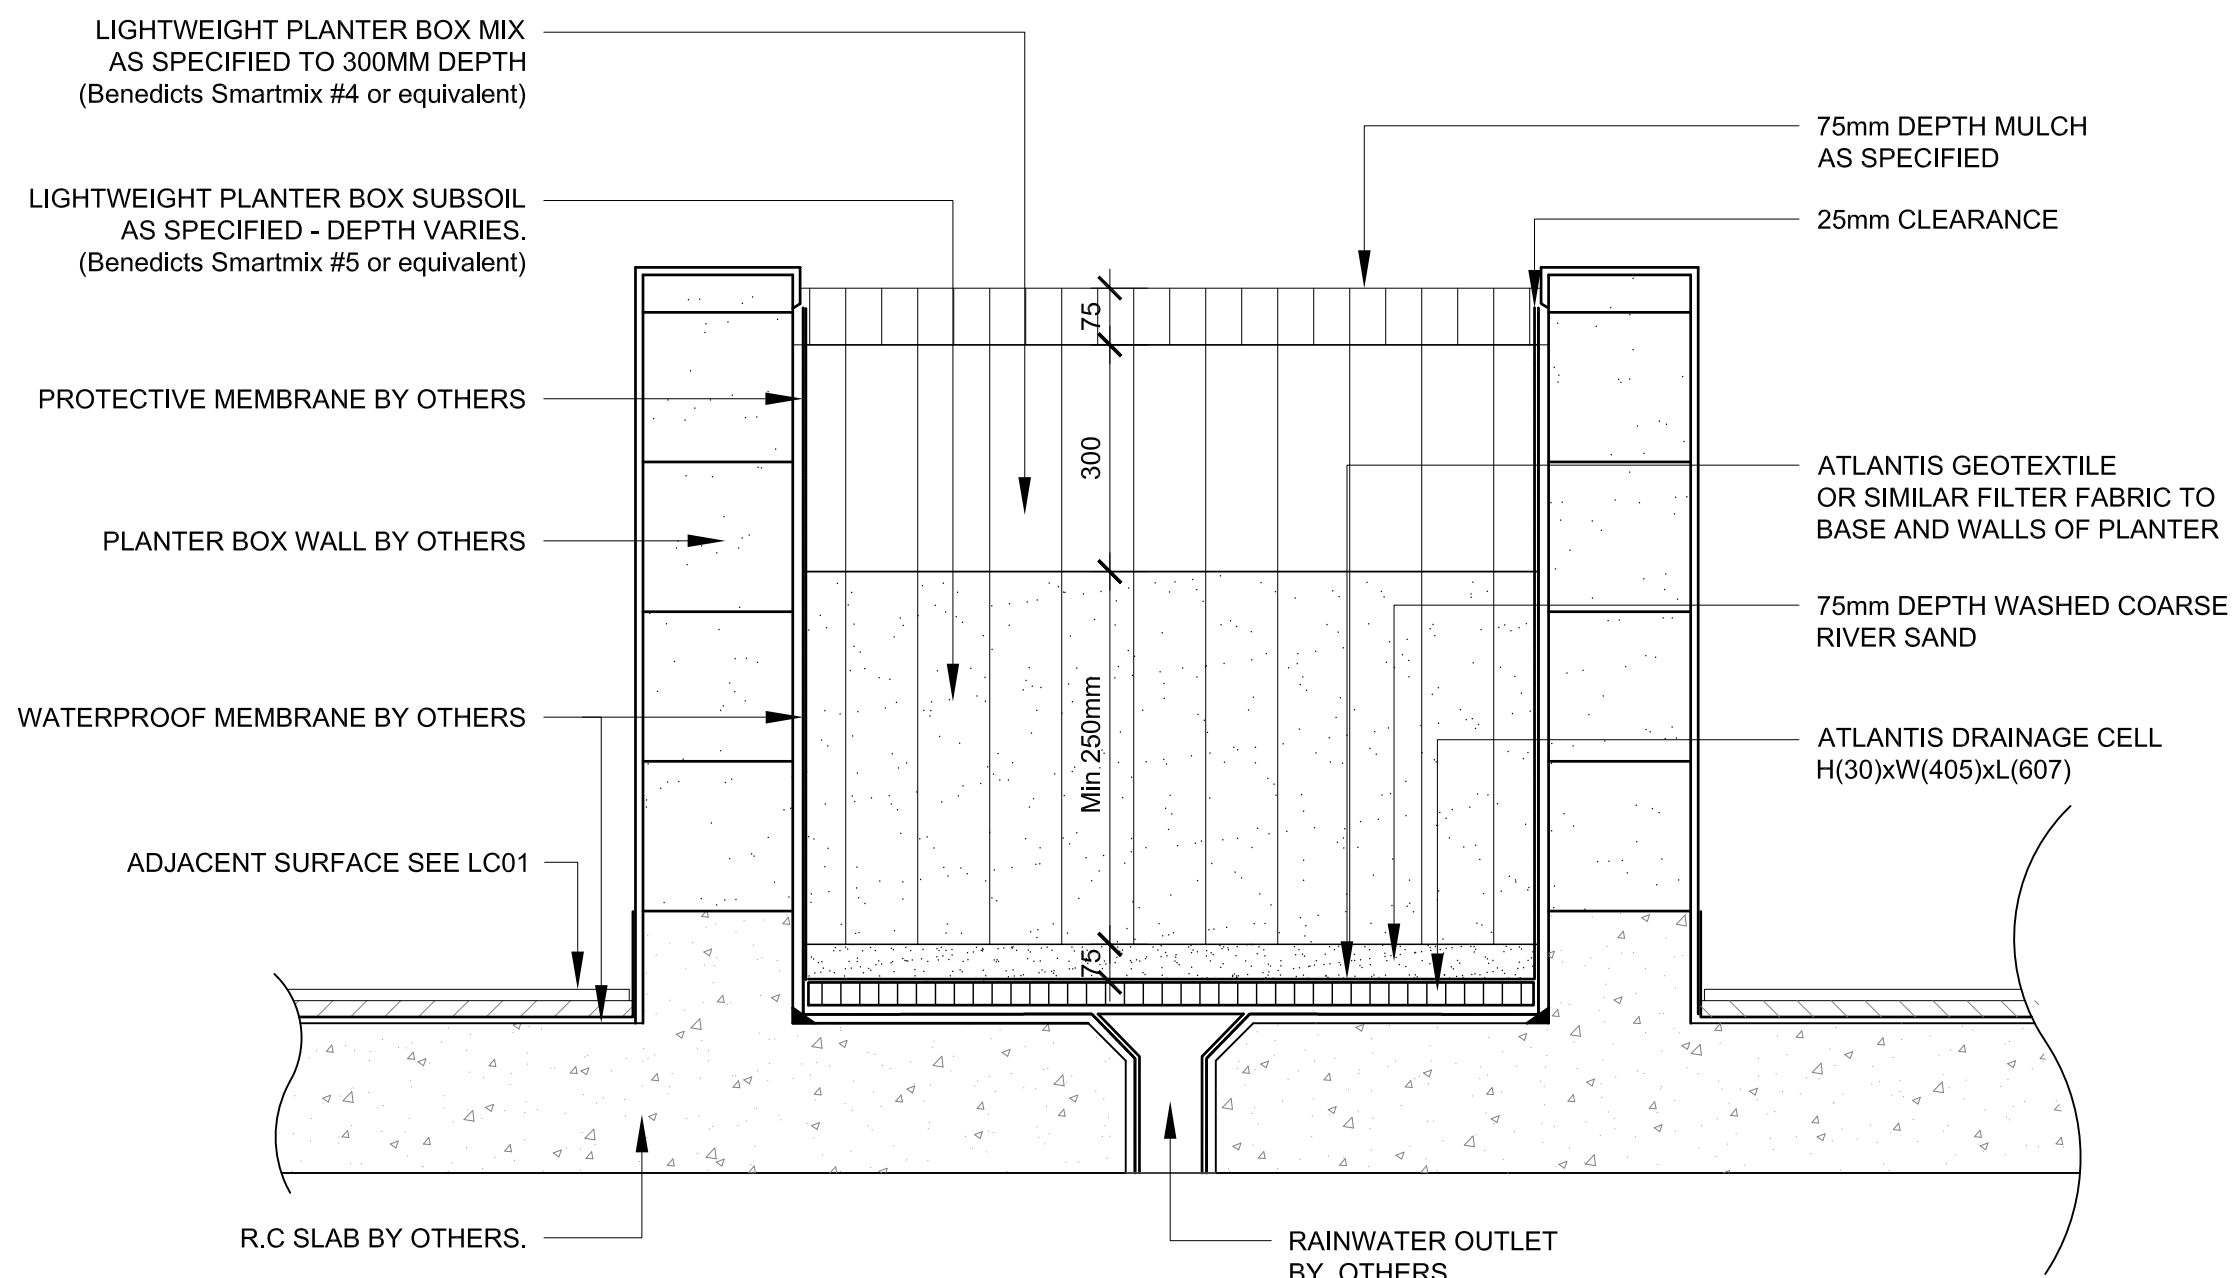 LIGHTWEIGHT PLANTER BOX MIX
AS SPECIFIED TO 300MM DEPTH
(Benedicts Smartmix #4 or equivalent)
LIGHTWEIGHT PLANTER BOX SUBSOIL
AS SPECIFIED - DEPTH VARIES.
(Benedicts Smartmix #5 or equivalent)
PROTECTIVE MEMBRANE BY OTHERS
PLANTER BOX WALL BY OTHERS
WATERPROOF MEMBRANE BY OTHERS
ADJACENT SURFACE SEE LC01
R.C SLAB BY OTHERS.
75
300
Min 250mm
75
75mm DEPTH MULCH
AS SPECIFIED
25mm CLEARANCE
ATLANTIS GEOTEXTILE
OR SIMILAR FILTER FABRIC TO
BASE AND WALLS OF PLANTER
75mm DEPTH WASHED COARSE
RIVER SAND
ATLANTIS DRAINAGE CELL
H(30)xW(405)xL(607)
RAINWATER OUTLET
BY OTHERS